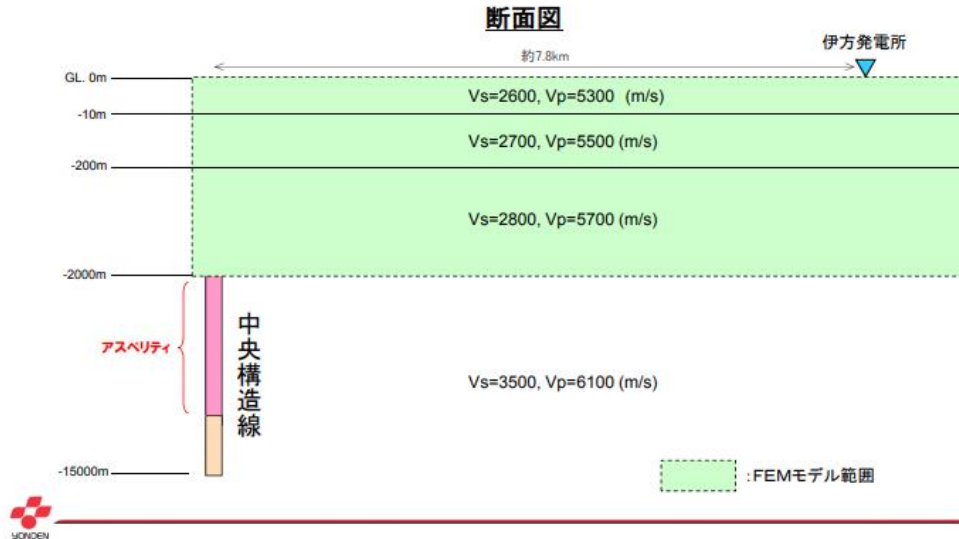 断面図
約7.8km
伊方発電所
GL. 0m
Vs=2600, Vp=5300 (m/s)
-10m
Vs=2700, Vp=5500 (m/s)
-200m
Vs=2800, Vp=5700 (m/s)
-2000m
アスペリティ
中央構造線
Vs=3500, Vp=6100 (m/s)
-15000m
:FEMモデル範囲
YONDEN